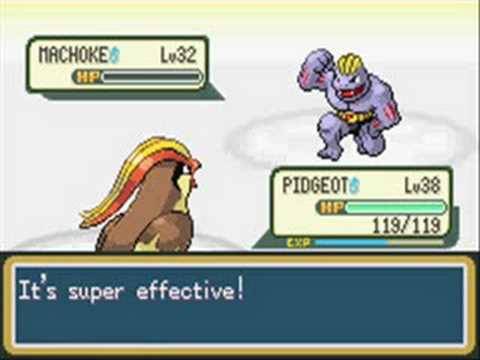 MACHOKE♂ Lv32
HP
PIDGEOT♂ Lv38
HP
119/119
EXP
It's super effective!